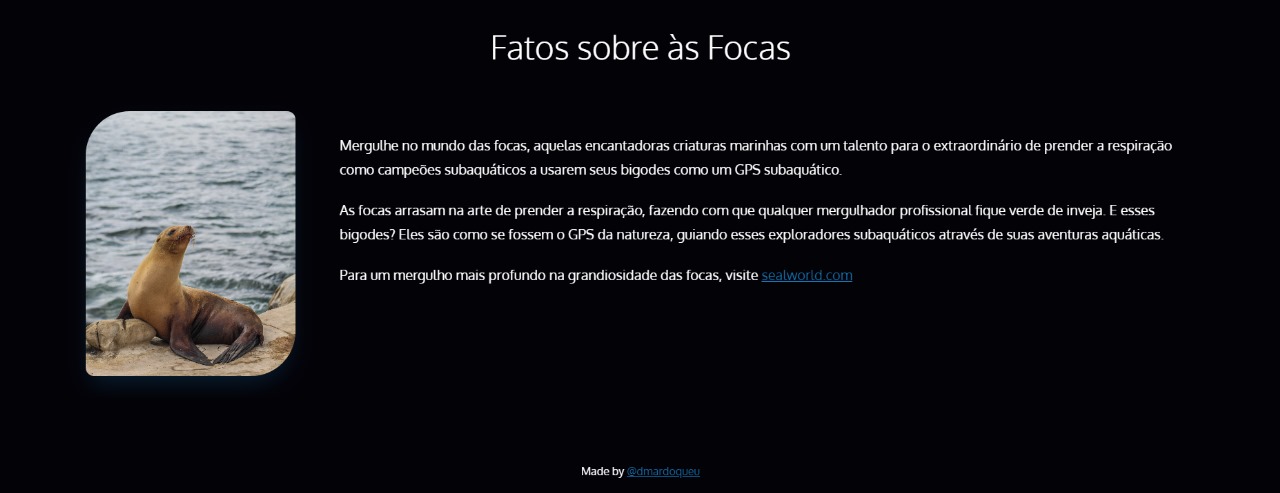 Fatos sobre às Focas
Mergulhe no mundo das focas, aquelas encantadoras criaturas marinhas com um talento para o extraordinário de prender a respiração
como campeões subaquáticos a usarem seus bigodes como um GPS subaquático.
As focas arrasam na arte de prender a respiração, fazendo com que qualquer mergulhador profissional fique verde de inveja. E esses
bigodes? Eles são como se fossem o GPS da natureza, guiando esses exploradores subaquáticos através de suas aventuras aquáticas.
Para um mergulho mais profundo na grandiosidade das focas, visite sealworld.com
Made by @dmardoqueu